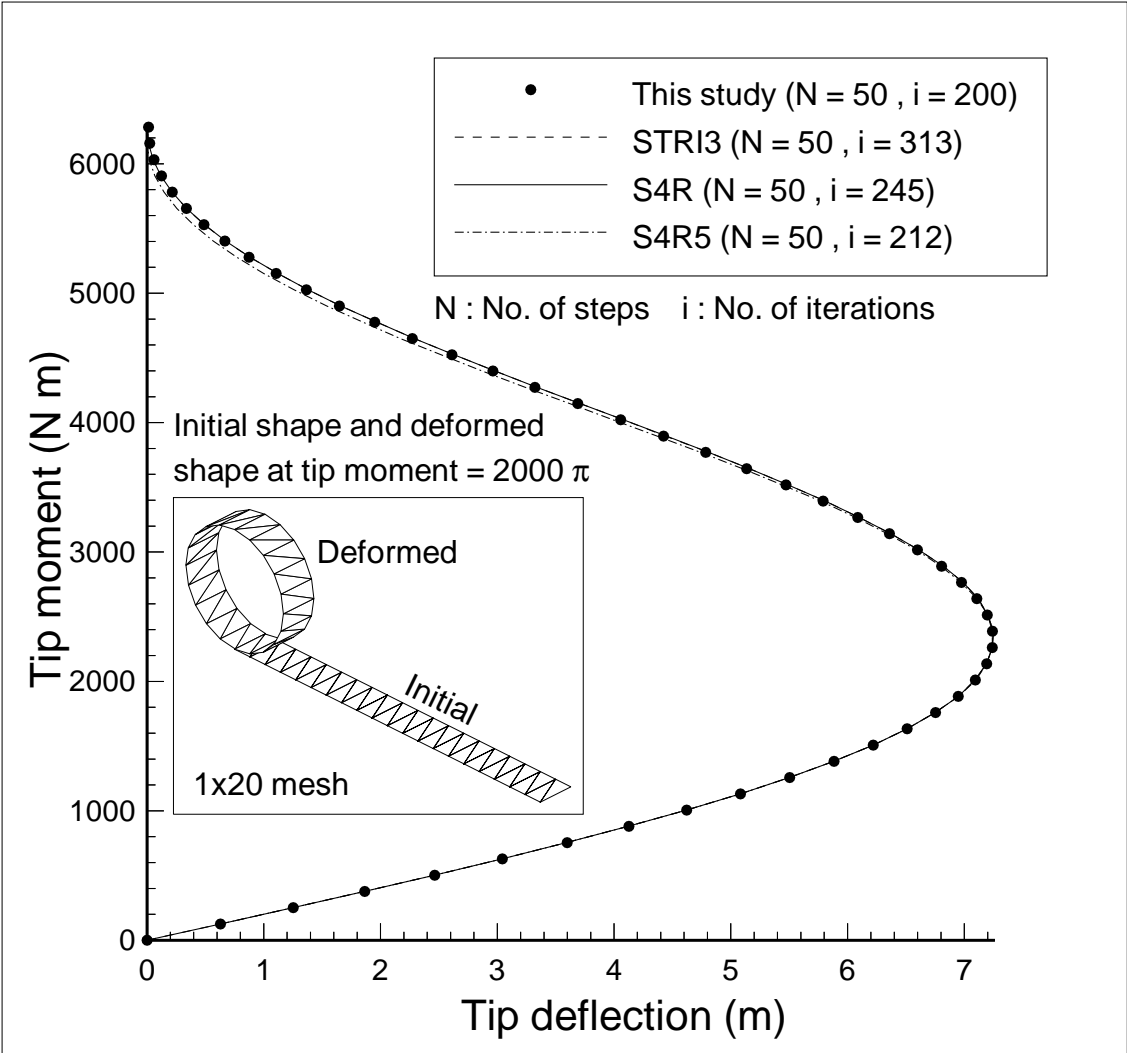 This study (N = 50 , i = 200)
STRI3 (N = 50 , i = 313)
S4R (N = 50 , i = 245)
S4R5 (N = 50 , i = 212)
N : No. of steps i : No. of iterations
Initial shape and deformed
shape at tip moment = 2000 π
Deformed
Initial
1x20 mesh
Tip moment (N m)
6000
5000
4000
3000
2000
1000
0
0 1 2 3 4 5 6 7
Tip deflection (m)